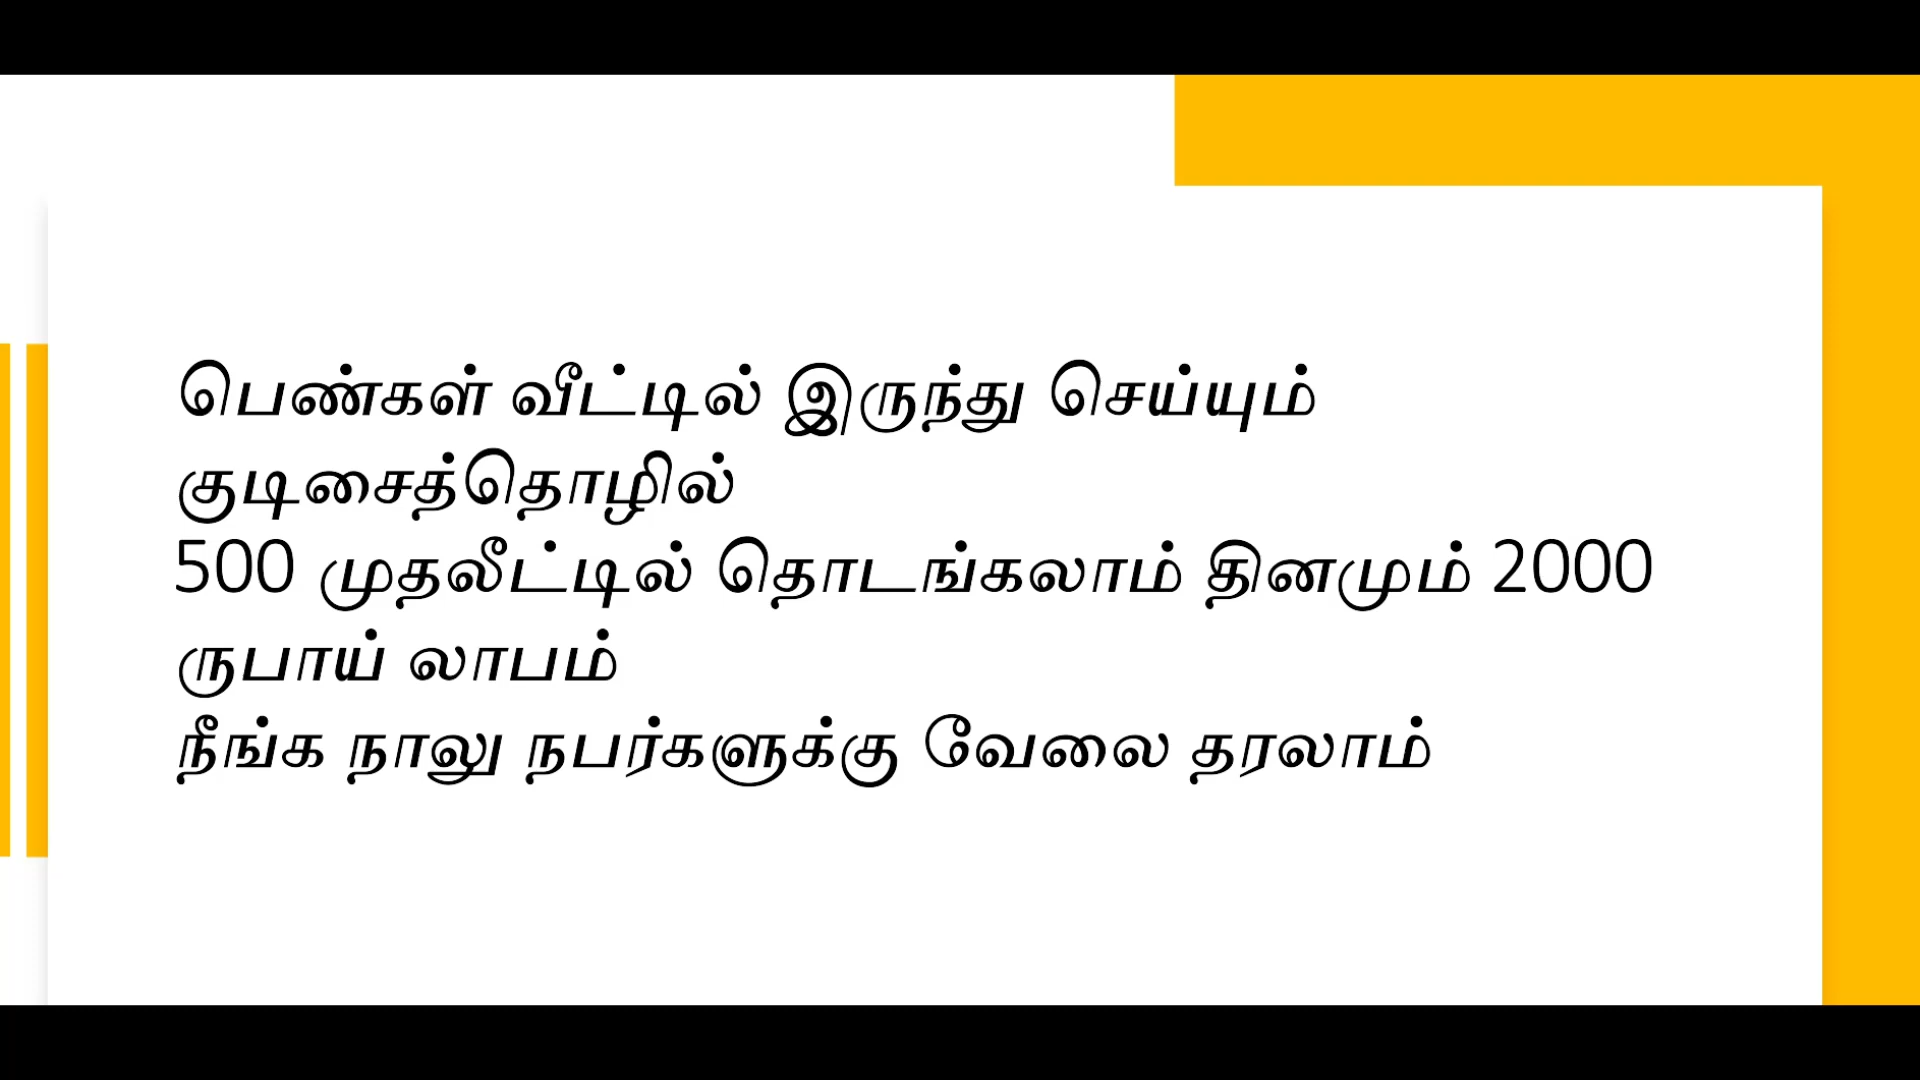 பெண்கள் வீட்டில் இருந்து செய்யும்
குடிசைத்தொழில்
500 முதலீட்டில் தொடங்கலாம் தினமும் 2000
ருபாய் லாபம்
நீங்க நாலு நபர்களுக்கு வேலை தரலாம்